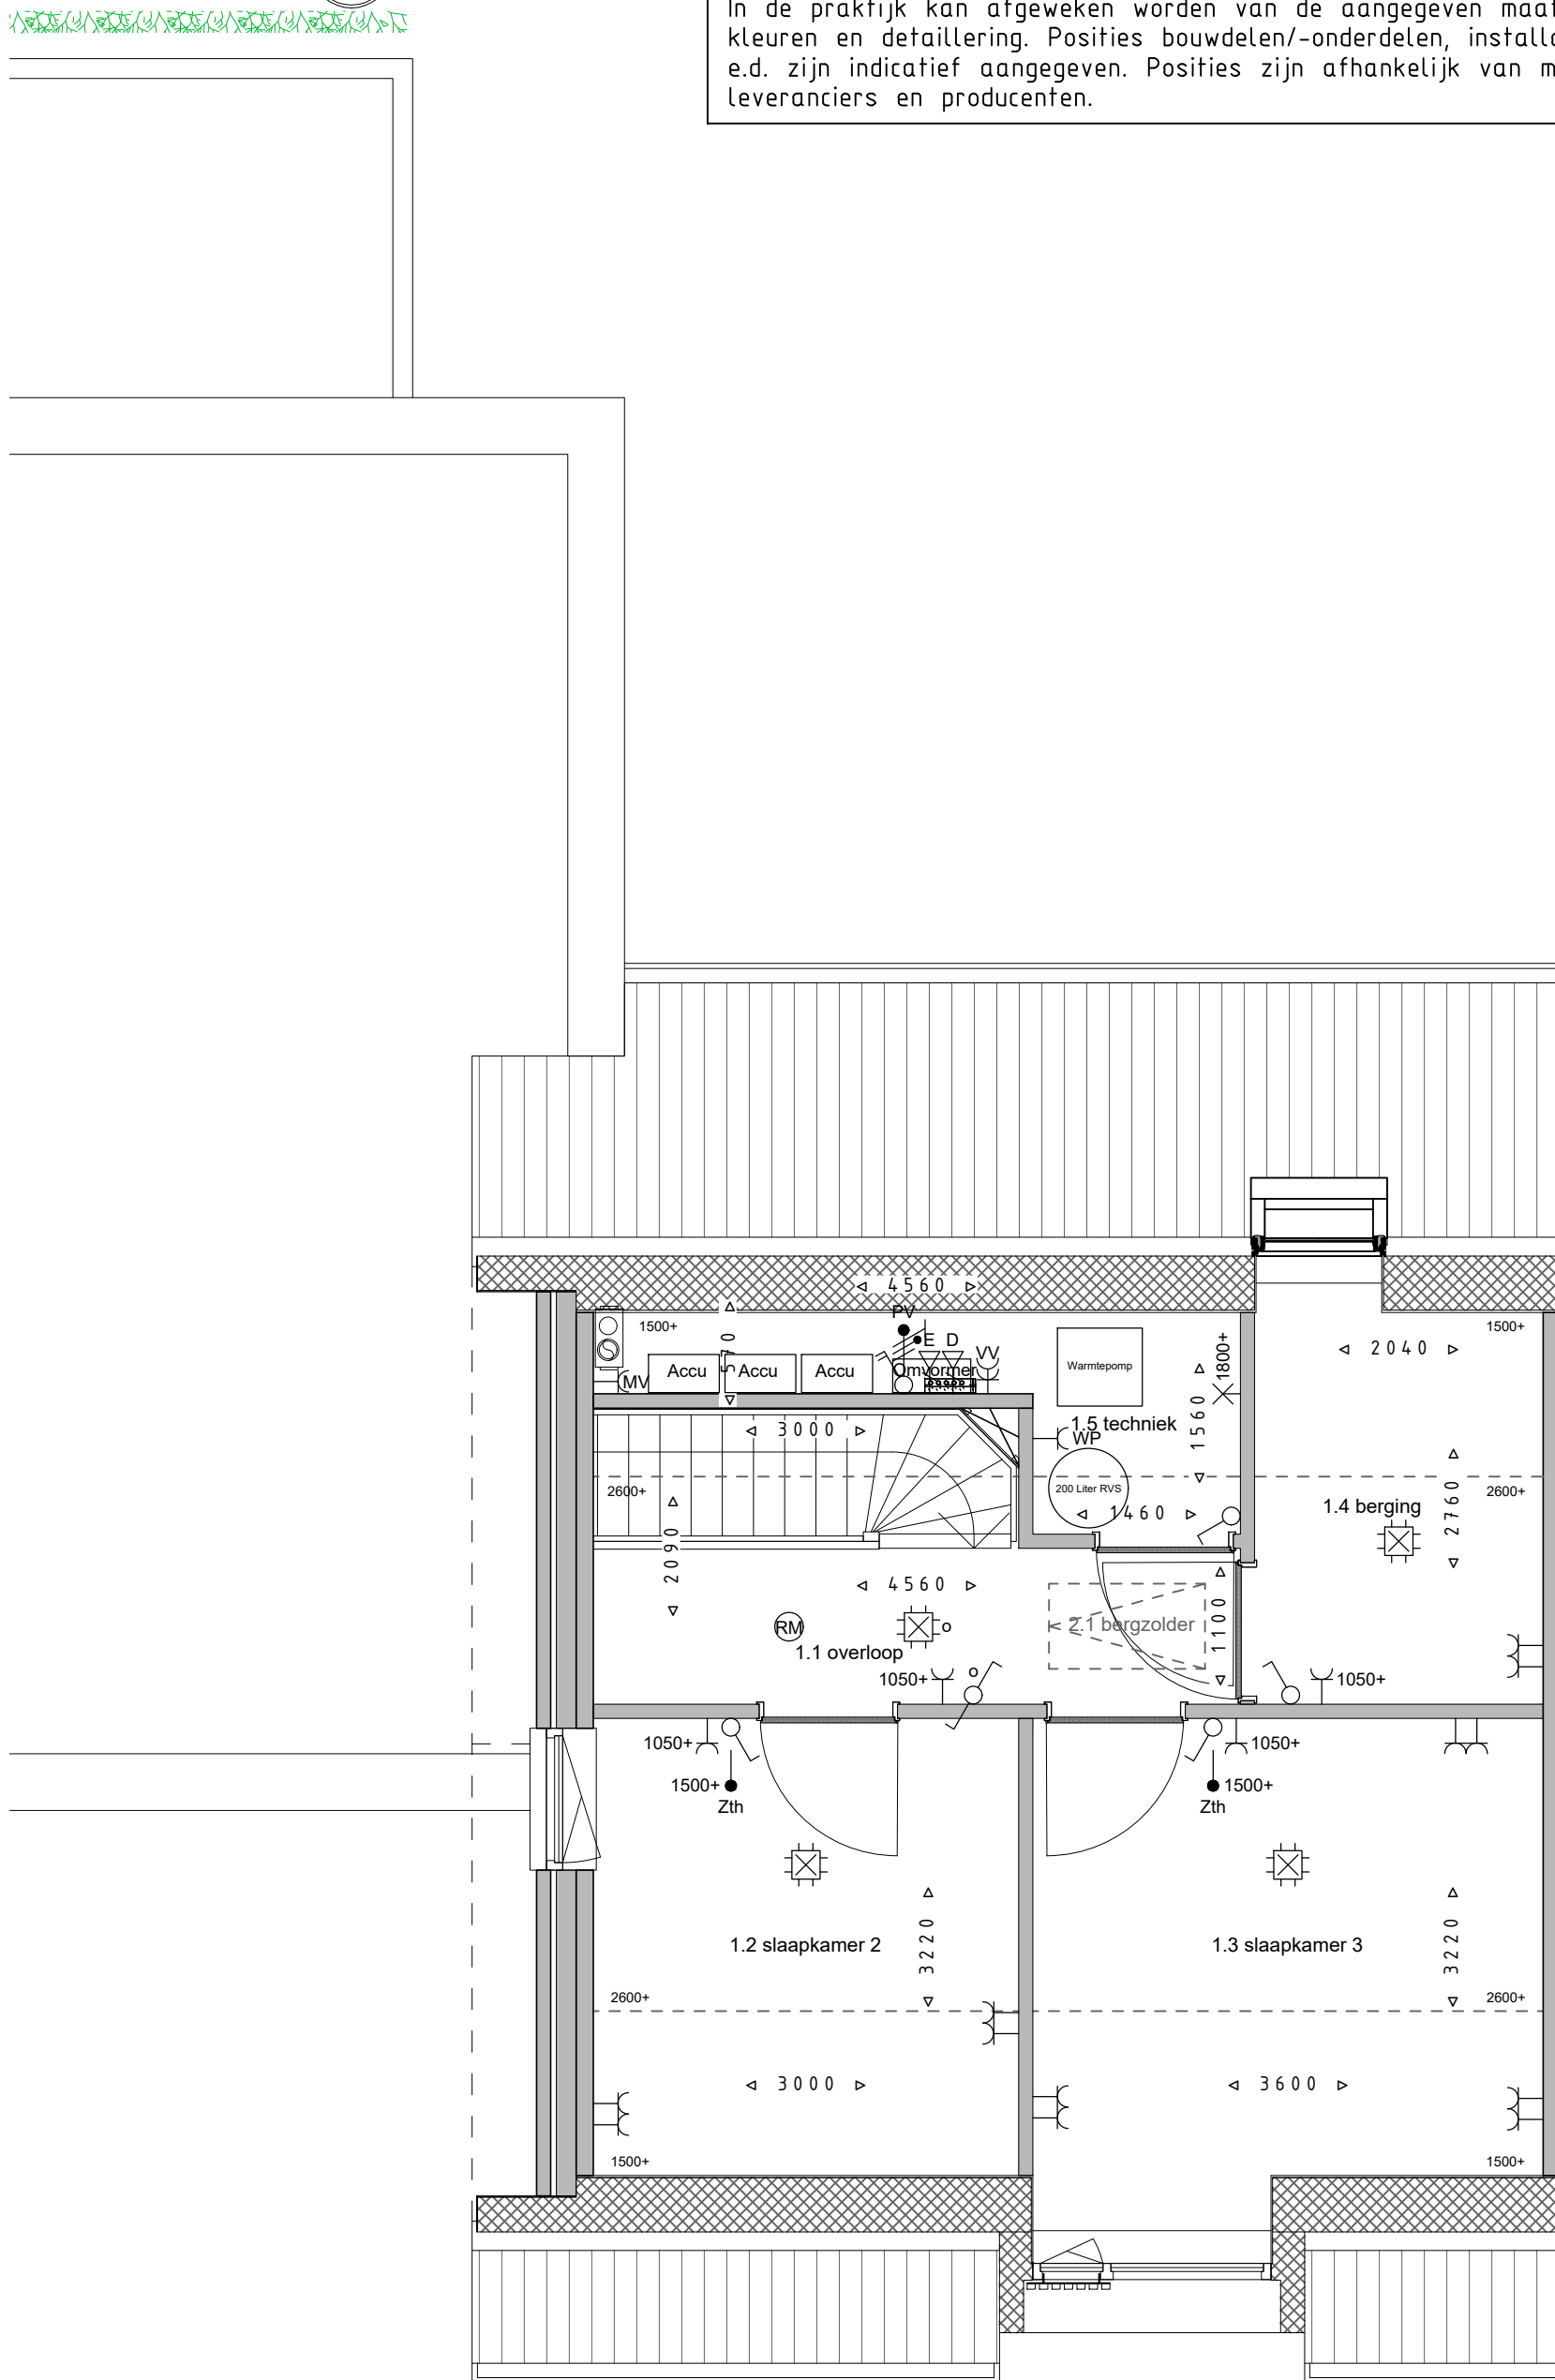 In de praktijk kan afgeweken worden van de aangegeven
kleuren en detaillering. Posities bouwdelen/-onderdelen,
e.d. zijn indicatief aangegeven. Posities zijn afhankelijk van
leveranciers en producenten.
4560
PV
1500+
570
E D
VV
1800+
1500+
2040
Accu
Accu
Accu
Omvormer
Warmtepomp
MV
3000
1.5 techniek
WP
1560
2600+
200 Liter RVS
1460
1.4 berging
2760
2600+
2090
4560
RM
o
2.1 bergzolder
1100
1.1 overloop
1050+
o
1050+
1050+
1050+
1500+
Zth
1500+
Zth
1.2 slaapkamer 2
3220
1.3 slaapkamer 3
3220
2600+
2600+
3000
3600
1500+
1500+